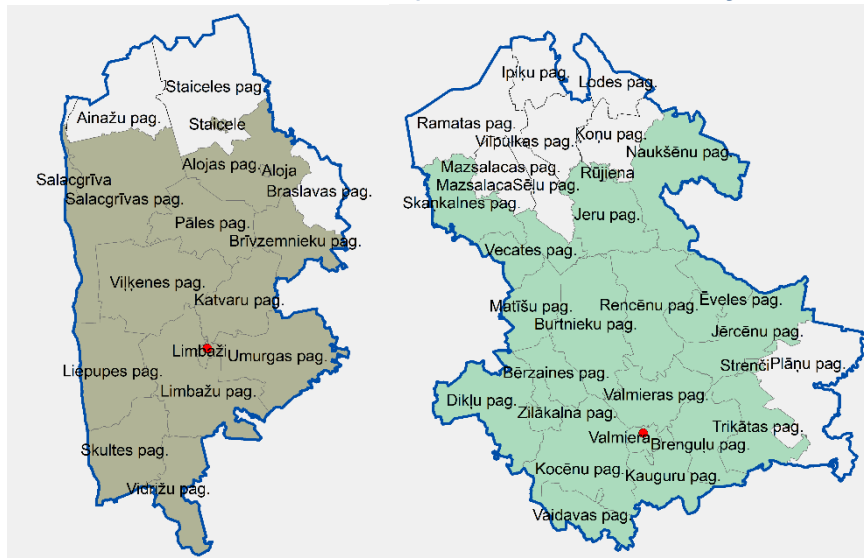 Staiceles pag.
Ainažu pag.
Staicele
Alojas pag.
Aloja
Salacgrīva
Braslavas pag.
Salacgrīvas pag.
Pāles pag.
Brīvzemnieku pag.
Viļķenes pag.
Katvaru pag.
Limbaži
Umurgas pag.
Liepupes pag.
Limbažu pag.
Skultes pag.
Vidrižu pag.
Ipiķu pag.
Lodes pag.
Ramatas pag.
Vilpulkas pag.
Ķoņu pag.
Naukšēnu pag.
Mazsalacas pag.
Rūjiena
Mazsalaca
Sēļu pag.
Skaņkalnes pag.
Jeru pag.
Vecates pag.
Matīšu pag.
Rencēnu pag.
Ēveles pag.
Burtnieku pag.
Jērcēnu pag.
Strenči
Plāņu pag.
Bērzaines pag.
Dikļu pag.
Valmieras pag.
Zilākalna pag.
Trikātas pag.
Valmiera
Brenguļu pag.
Kocēnu pag.
Kauguru pag.
Vaidavas pag.